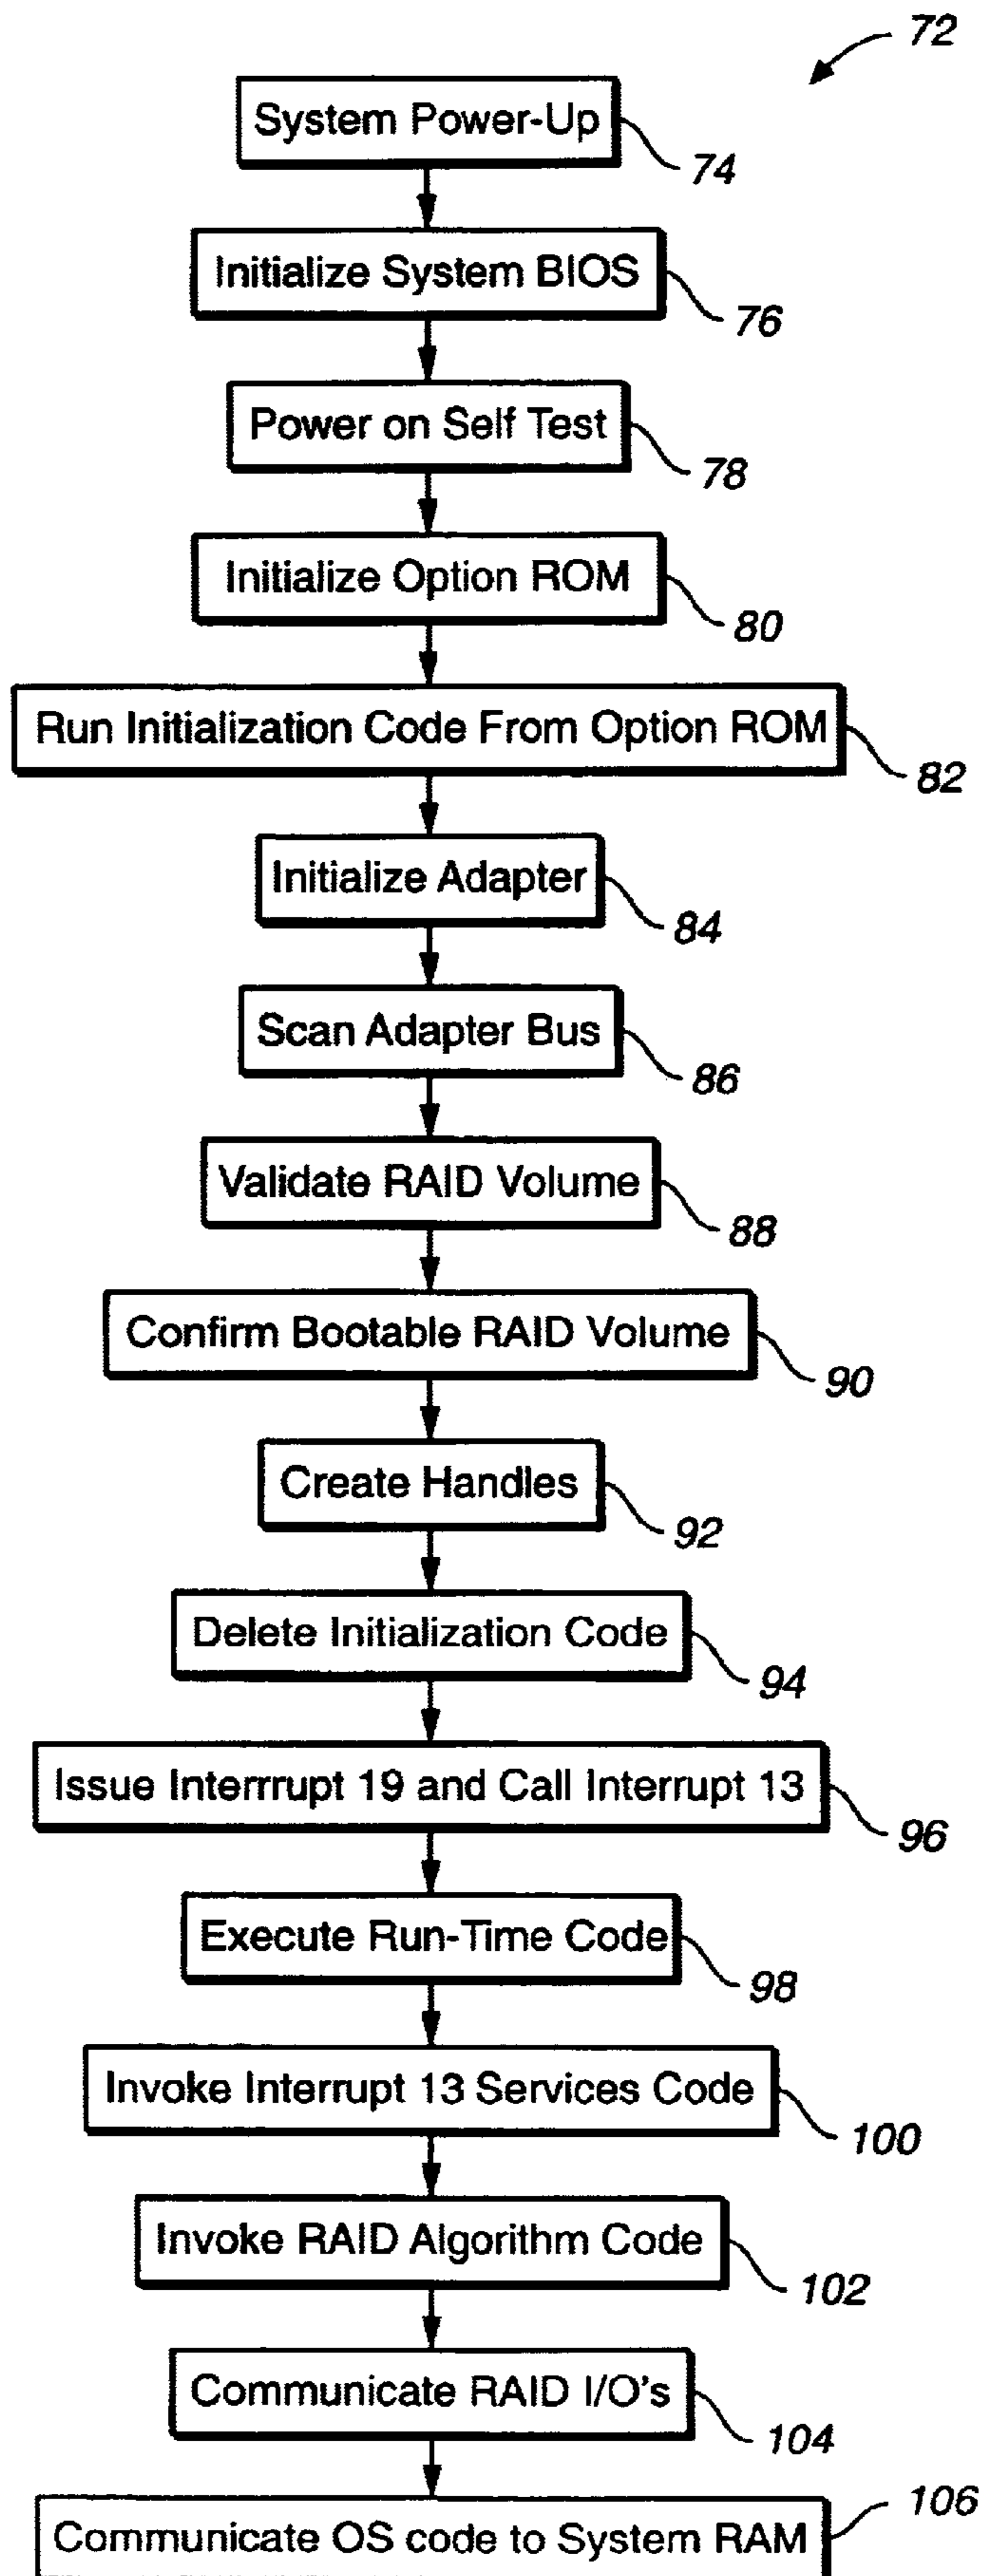 72
System Power-Up
74
Initialize System BIOS
76
Power on Self Test
78
Initialize Option ROM
80
Run Initialization Code From Option ROM
82
Initialize Adapter
84
Scan Adapter Bus
86
Validate RAID Volume
88
Confirm Bootable RAID Volume
90
Create Handles
92
Delete Initialization Code
94
Issue Interrrupt 19 and Call Interrupt 13
96
Execute Run-Time Code
98
Invoke Interrupt 13 Services Code
100
Invoke RAID Algorithm Code
102
Communicate RAID I/O's
104
106
Communicate OS code to System RAM